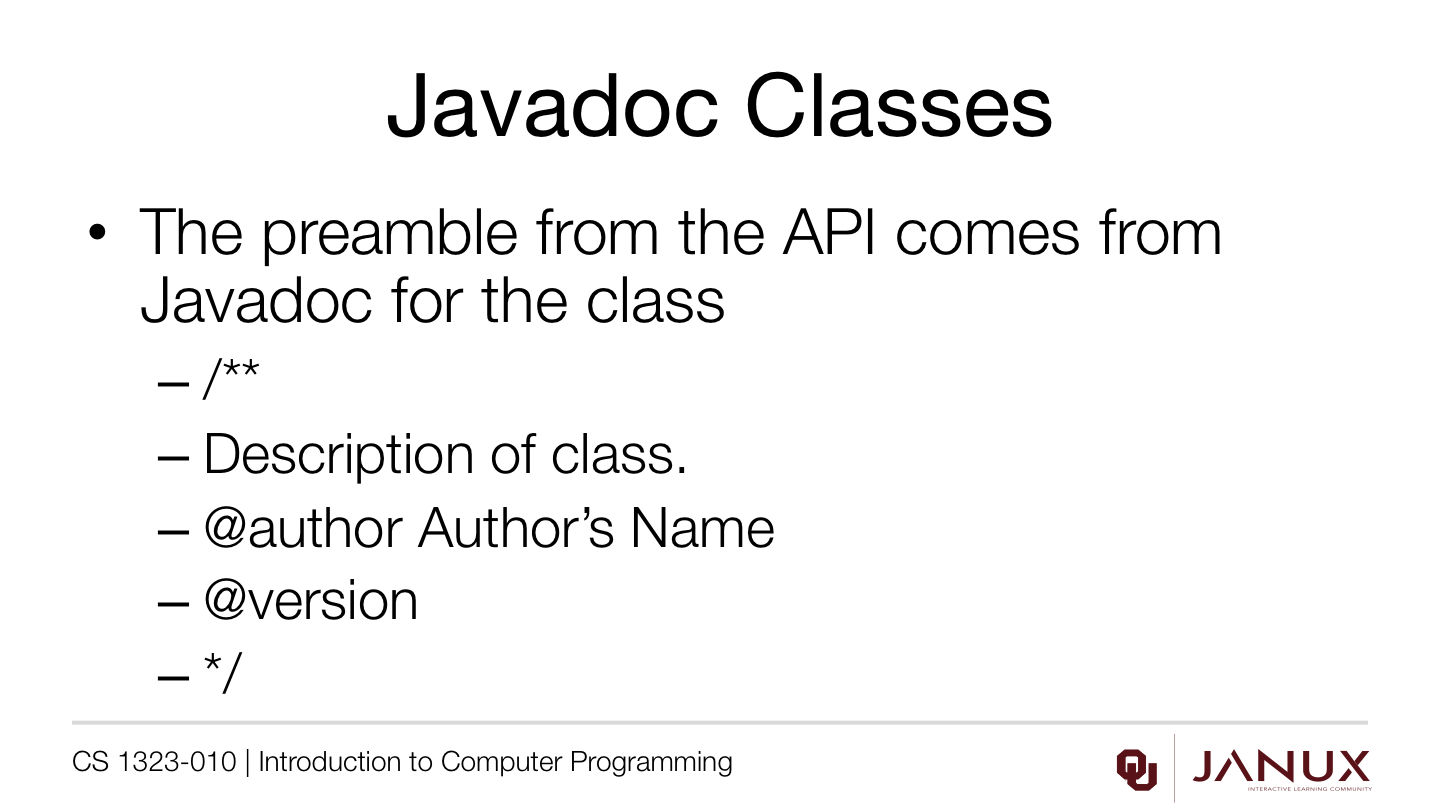 Javadoc Classes
• The preamble from the API comes from
Javadoc for the class
– /**
– Description of class.
– @author Author’s Name
– @version
– */
CS 1323-010 | Introduction to Computer Programming
OU
JANUX
INTERACTIVE LEARNING COMMUNITY